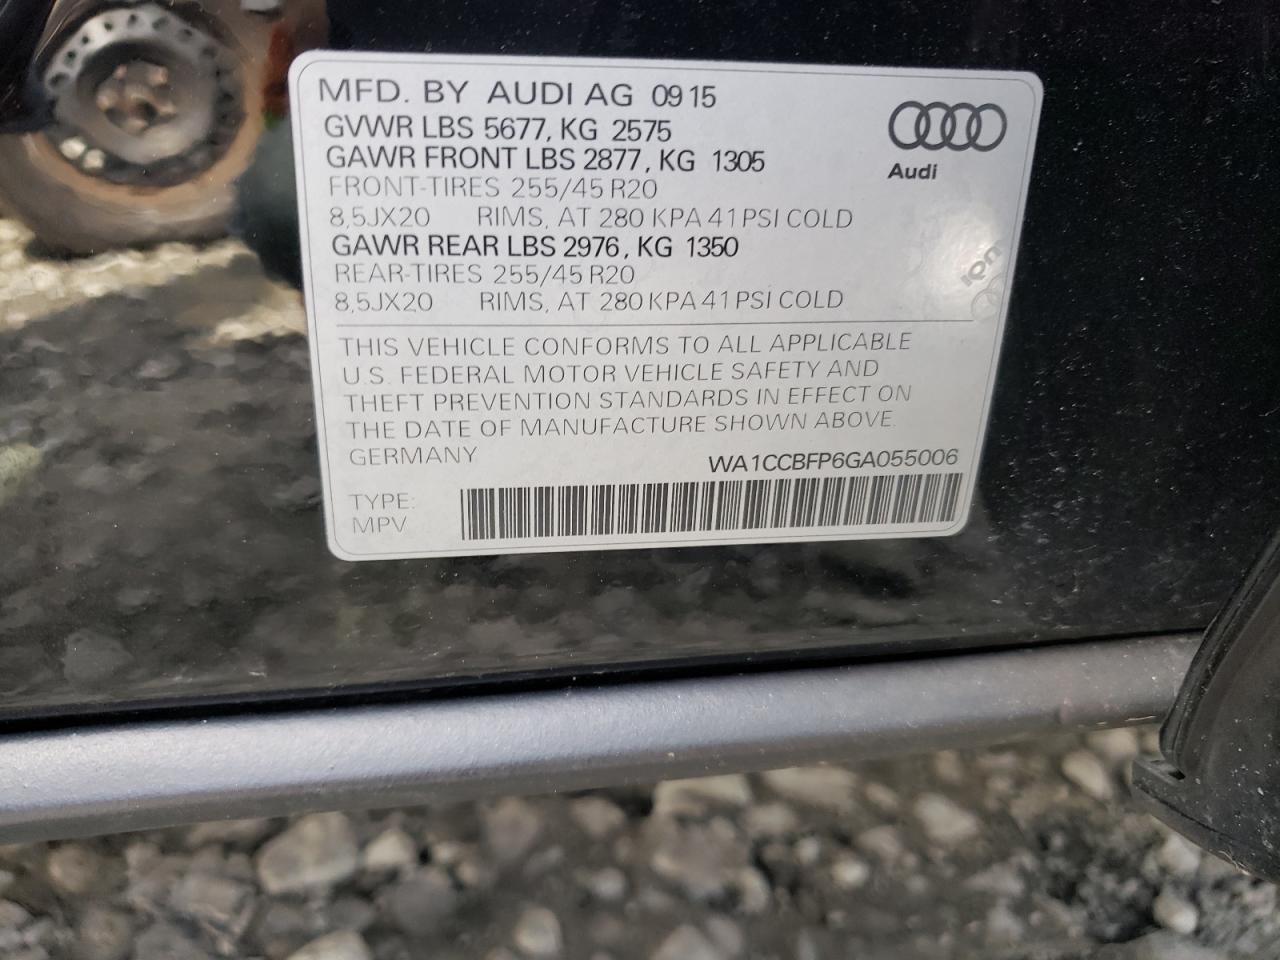 MFD. BY AUDI AG 09 15
GVWR LBS 5677, KG 2575
GAWR FRONT LBS 2877, KG 1305
FRONT-TIRES 255/45 R20
8,5JX20 RIMS, AT 280 KPA 41 PSI COLD
GAWR REAR LBS 2976, KG 1350
REAR-TIRES 255/45 R20
8,5JX20 RIMS, AT 280 KPA 41 PSI COLD
Audi
THIS VEHICLE CONFORMS TO ALL APPLICABLE
U.S. FEDERAL MOTOR VEHICLE SAFETY AND
THEFT PREVENTION STANDARDS IN EFFECT ON
THE DATE OF MANUFACTURE SHOWN ABOVE.
GERMANY
WA1CCBFP6GA055006
TYPE:
MPV